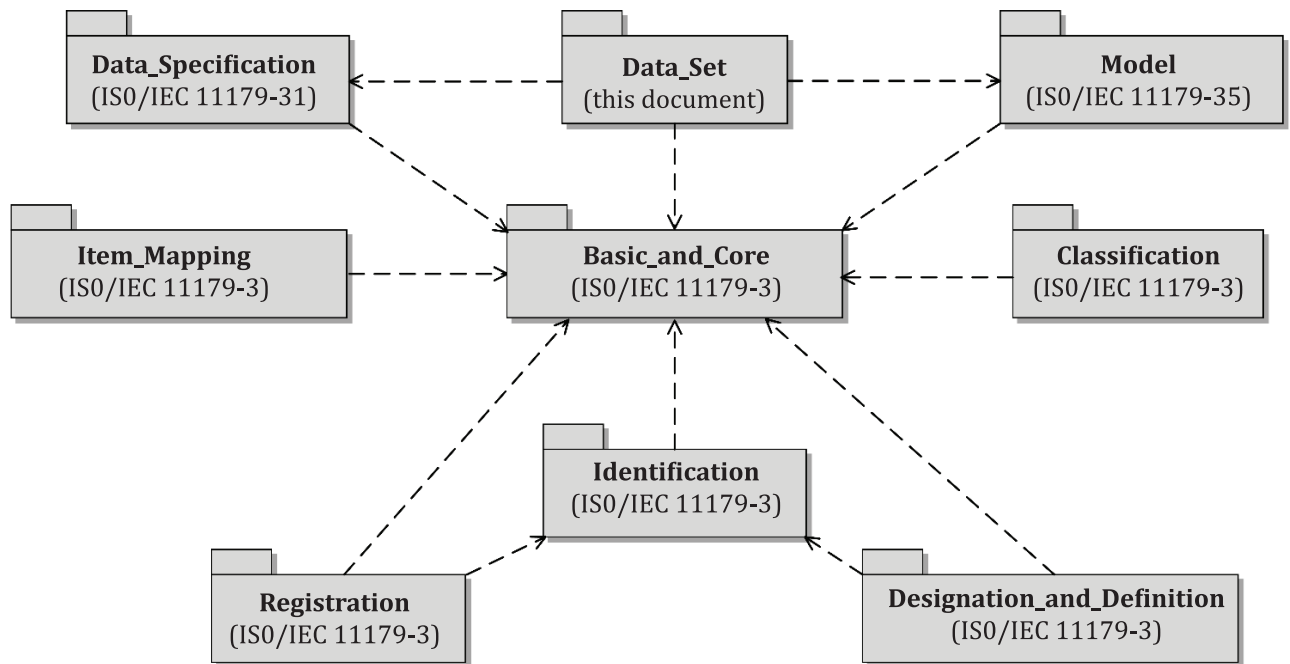 Data_Specification
(IS0/IEC 11179-31)
Data_Set
(this document)
Model
(IS0/IEC 11179-35)
Item_Mapping
(IS0/IEC 11179-3)
Basic_and_Core
(IS0/IEC 11179-3)
Classification
(IS0/IEC 11179-3)
Identification
(IS0/IEC 11179-3)
Registration
(IS0/IEC 11179-3)
Designation_and_Definition
(IS0/IEC 11179-3)